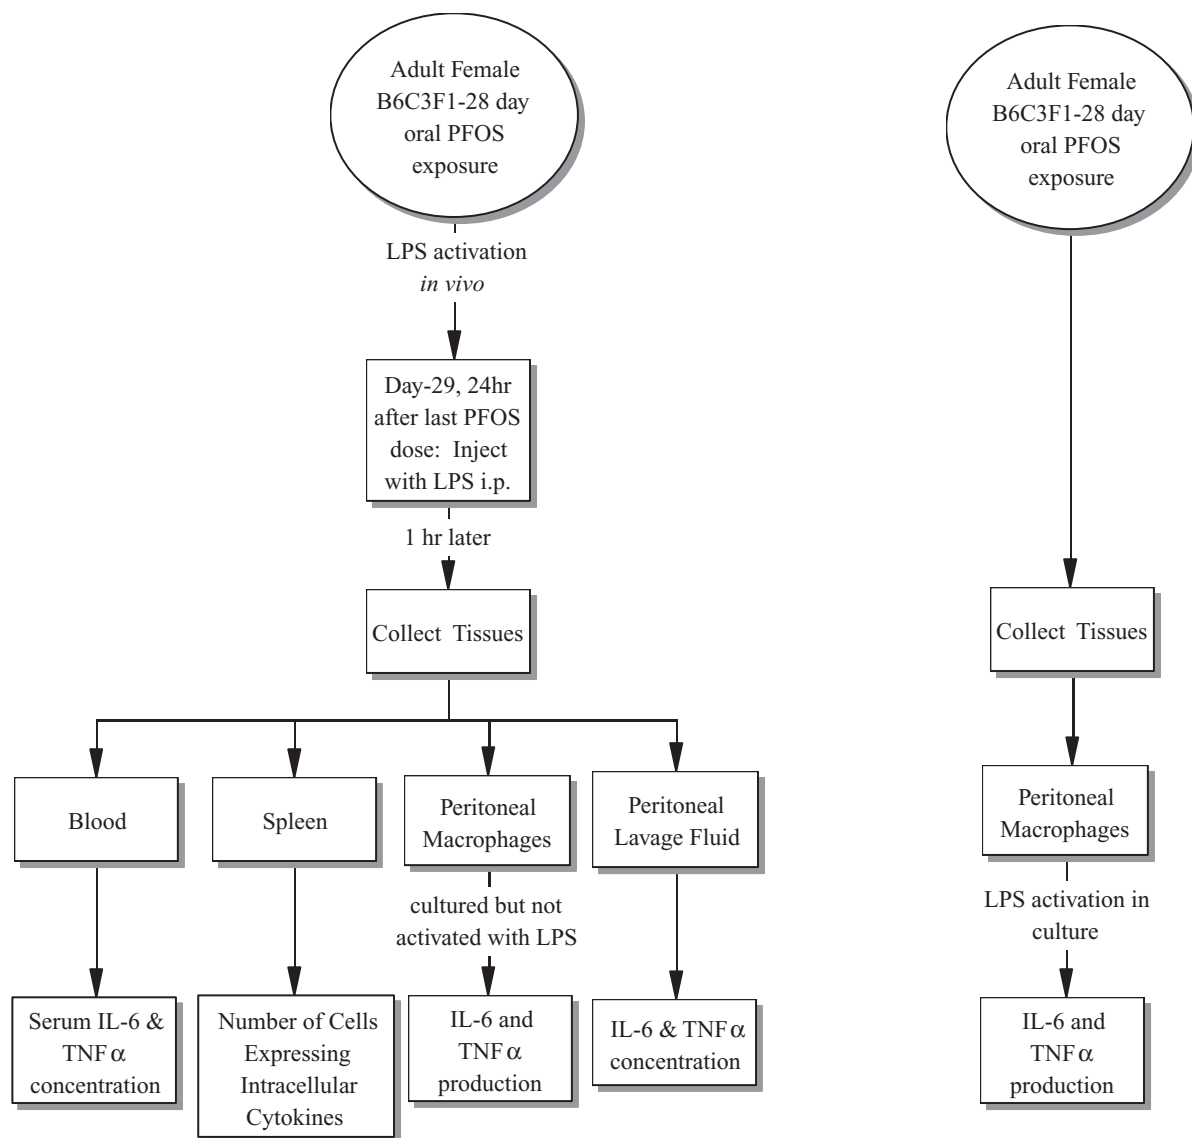 Adult Female
B6C3F1-28 day
oral PFOS
exposure
LPS activation
in vivo
Day-29, 24hr
after last PFOS
dose: Inject
with LPS i.p.
1 hr later
Collect Tissues
Blood
Spleen
Peritoneal
Macrophages
Peritoneal
Lavage Fluid
cultured but not
activated with LPS
Serum IL-6 &
TNFα
concentration
Number of Cells
Expressing
Intracellular
Cytokines
IL-6 and
TNFα
production
IL-6 & TNFα
concentration
Adult Female
B6C3F1-28 day
oral PFOS
exposure
Collect Tissues
Peritoneal
Macrophages
LPS activation in
culture
IL-6 and
TNFα
production